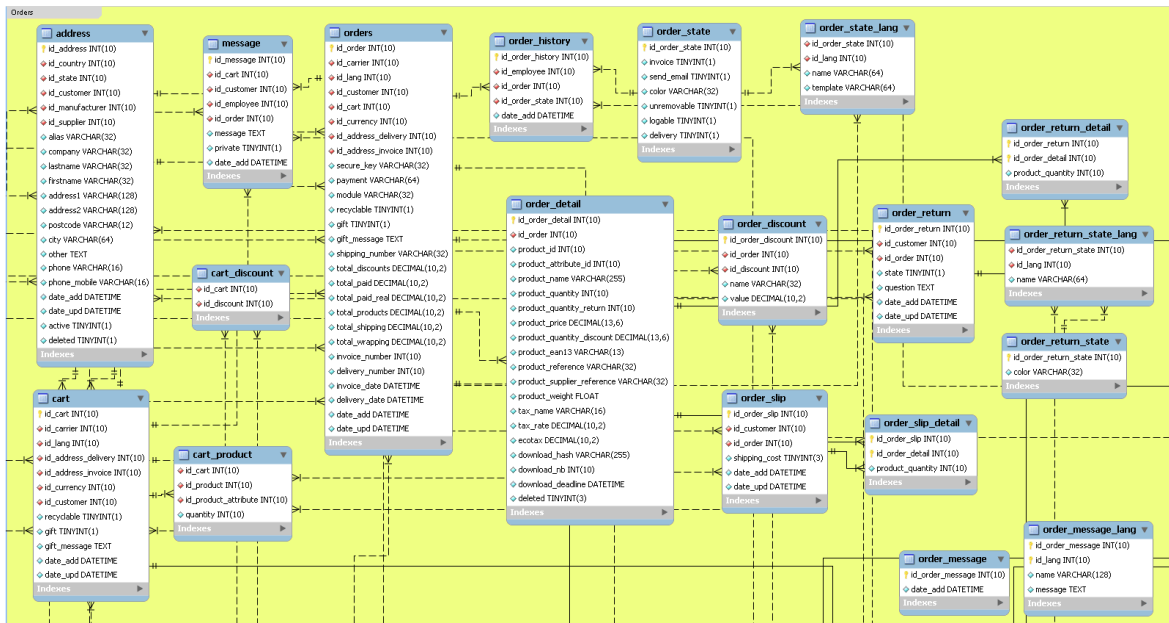 Orders
address
id_address INT(10)
id_country INT(10)
id_state INT(10)
id_customer INT(10)
id_manufacturer INT(10)
id_supplier INT(10)
alias VARCHAR(32)
company VARCHAR(32)
lastname VARCHAR(32)
firstname VARCHAR(32)
address1 VARCHAR(128)
address2 VARCHAR(128)
postcode VARCHAR(12)
city VARCHAR(64)
other TEXT
phone VARCHAR(16)
phone_mobile VARCHAR(16)
date_add DATETIME
date_upd DATETIME
active TINYINT(1)
deleted TINYINT(1)
Indexes
message
id_message INT(10)
id_cart INT(10)
id_customer INT(10)
id_employee INT(10)
id_order INT(10)
message TEXT
private TINYINT(1)
date_add DATETIME
Indexes
orders
id_order INT(10)
id_carrier INT(10)
id_lang INT(10)
id_customer INT(10)
id_cart INT(10)
id_currency INT(10)
id_address_delivery INT(10)
id_address_invoice INT(10)
secure_key VARCHAR(32)
payment VARCHAR(64)
module VARCHAR(32)
recyclable TINYINT(1)
gift TINYINT(1)
gift_message TEXT
shipping_number VARCHAR(32)
total_discounts DECIMAL(10,2)
total_paid DECIMAL(10,2)
total_paid_real DECIMAL(10,2)
total_products DECIMAL(10,2)
total_shipping DECIMAL(10,2)
total_wrapping DECIMAL(10,2)
invoice_number INT(10)
delivery_number INT(10)
invoice_date DATETIME
delivery_date DATETIME
date_add DATETIME
date_upd DATETIME
Indexes
order_history
id_order_history INT(10)
id_employee INT(10)
id_order INT(10)
id_order_state INT(10)
date_add DATETIME
Indexes
order_state
id_order_state INT(10)
invoice TINYINT(1)
send_email TINYINT(1)
color VARCHAR(32)
unremovable TINYINT(1)
logable TINYINT(1)
delivery TINYINT(1)
Indexes
order_state_lang
id_order_state INT(10)
id_lang INT(10)
name VARCHAR(64)
template VARCHAR(64)
Indexes
order_return_detail
id_order_return INT(10)
id_order_detail INT(10)
product_quantity INT(10)
Indexes
order_detail
id_order_detail INT(10)
id_order INT(10)
product_id INT(10)
product_attribute_id INT(10)
product_name VARCHAR(255)
product_quantity INT(10)
product_quantity_return INT(10)
product_price DECIMAL(13,6)
product_quantity_discount DECIMAL(13,6)
product_ean13 VARCHAR(13)
product_reference VARCHAR(32)
product_supplier_reference VARCHAR(32)
product_weight FLOAT
tax_name VARCHAR(16)
tax_rate DECIMAL(10,2)
ecotax DECIMAL(10,2)
download_hash VARCHAR(255)
download_nb INT(10)
download_deadline DATETIME
deleted TINYINT(3)
Indexes
order_discount
id_order_discount INT(10)
id_order INT(10)
id_discount INT(10)
name VARCHAR(32)
value DECIMAL(10,2)
Indexes
order_return
id_order_return INT(10)
id_customer INT(10)
id_order INT(10)
state TINYINT(1)
question TEXT
date_add DATETIME
date_upd DATETIME
Indexes
order_return_state_lang
id_order_return_state INT(10)
id_lang INT(10)
name VARCHAR(64)
Indexes
cart_discount
id_cart INT(10)
id_discount INT(10)
Indexes
order_return_state
id_order_return_state INT(10)
color VARCHAR(32)
Indexes
cart
id_cart INT(10)
id_carrier INT(10)
id_lang INT(10)
id_address_delivery INT(10)
id_address_invoice INT(10)
id_currency INT(10)
id_customer INT(10)
recyclable TINYINT(1)
gift TINYINT(1)
gift_message TEXT
date_add DATETIME
date_upd DATETIME
Indexes
cart_product
id_cart INT(10)
id_product INT(10)
id_product_attribute INT(10)
quantity INT(10)
Indexes
order_slip
id_order_slip INT(10)
id_customer INT(10)
id_order INT(10)
shipping_cost TINYINT(3)
date_add DATETIME
date_upd DATETIME
Indexes
order_slip_detail
id_order_slip INT(10)
id_order_detail INT(10)
product_quantity INT(10)
Indexes
order_message
id_order_message INT(10)
date_add DATETIME
Indexes
order_message_lang
id_order_message INT(10)
id_lang INT(10)
name VARCHAR(128)
message TEXT
Indexes